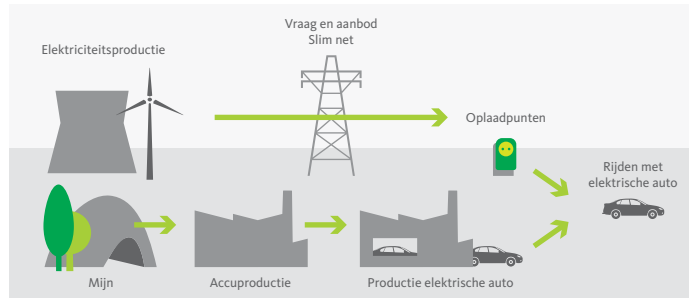 Vraag en aanbod
Slim net
Elektriciteitsproductie
Oplaadpunten
Rijden met
elektrische auto
Mijn
Accuproductie
Productie elektrische auto